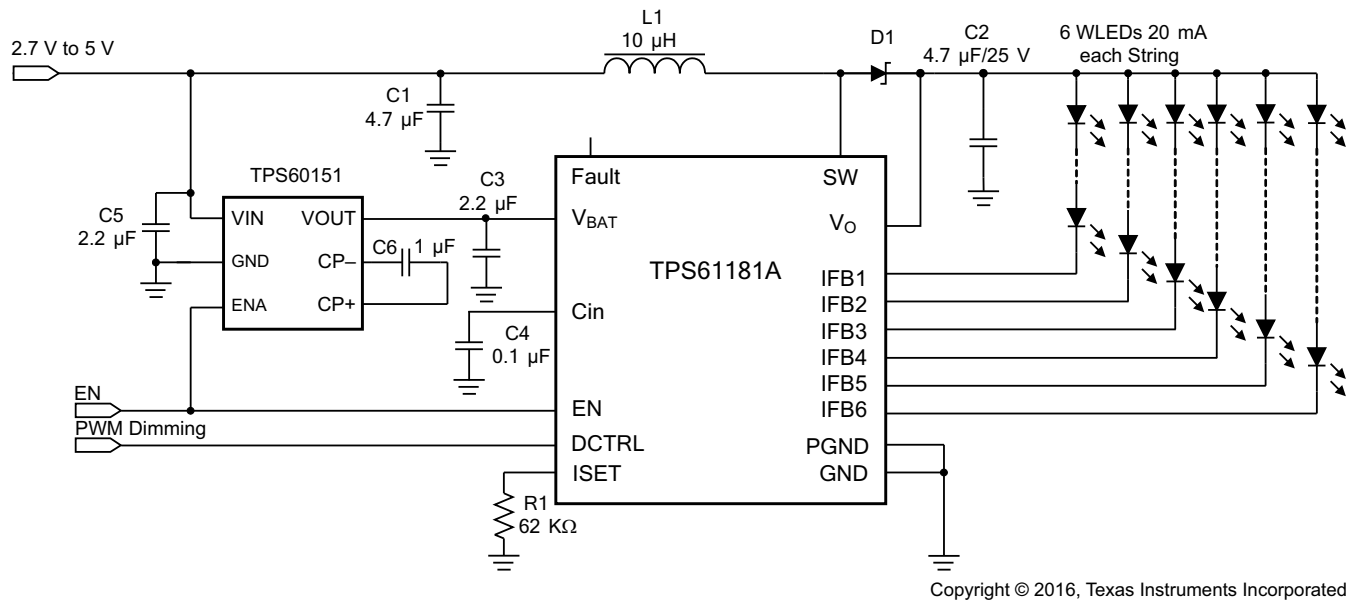 L1
10 µH
2.7 V to 5 V
D1
C2
4.7 µF/25 V
6 WLEDs 20 mA
each String
C1
4.7 µF
TPS60151
C5
2.2 µF
VIN
VOUT
GND
CP–
ENA
CP+
C6
1 µF
C3
2.2 µF
C4
0.1 µF
Fault
SW
VBAT
VO
TPS61181A
Cin
IFB1
IFB2
IFB3
IFB4
IFB5
IFB6
EN
EN
PWM Dimming
DCTRL
PGND
ISET
GND
R1
62 KΩ
Copyright © 2016, Texas Instruments Incorporated